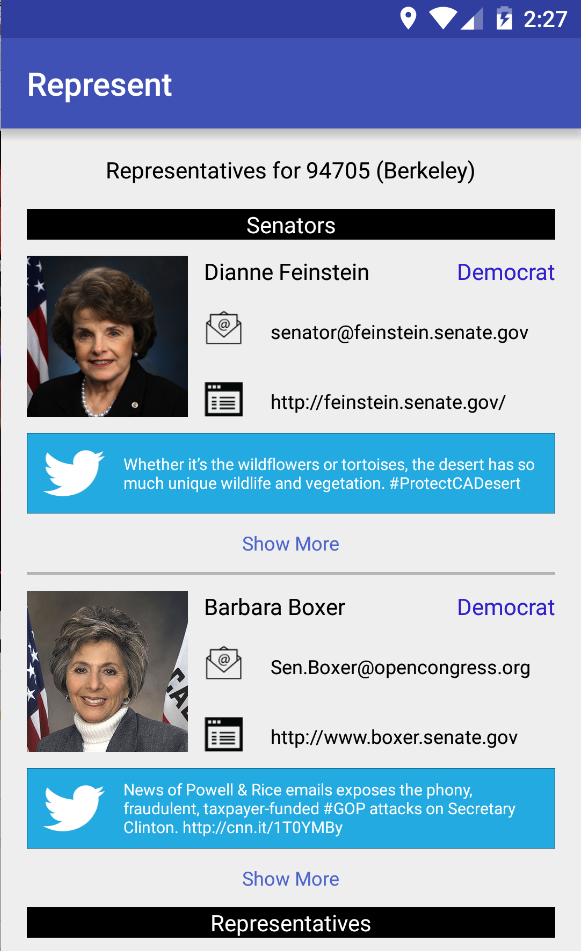 2:27
Represent
Representatives for 94705 (Berkeley)
Senators
Dianne Feinstein
Democrat
@
senator@feinstein.senate.gov
http://feinstein.senate.gov/
Whether it's the wildflowers or tortoises, the desert has so
much unique wildlife and vegetation. #ProtectCADesert
Show More
Barbara Boxer
Democrat
@
Sen.Boxer@opencongress.org
http://www.boxer.senate.gov
News of Powell & Rice emails exposes the phony,
fraudulent, taxpayer-funded #GOP attacks on Secretary
Clinton. http://cnn.it/1T0YMBy
Show More
Representatives